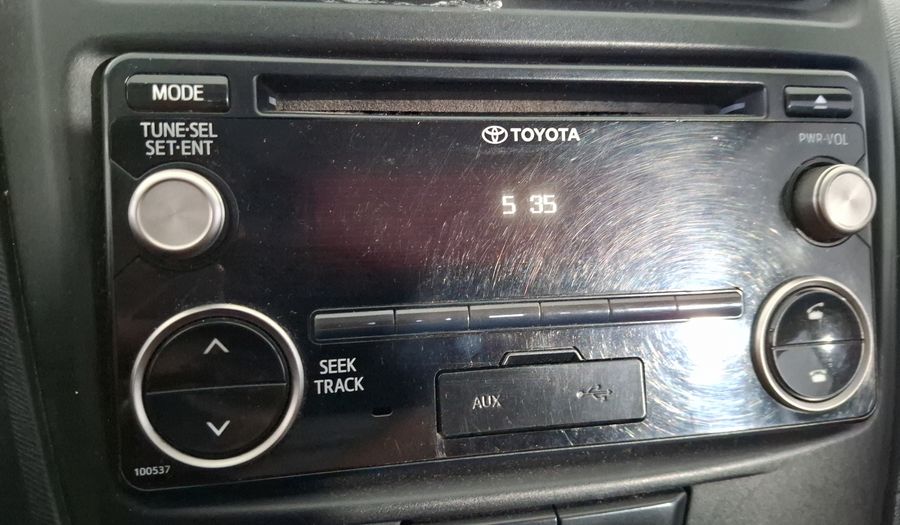 MODE
TUNE·SEL
SET·ENT
TOYOTA
PWR·VOL
5 35
SEEK
TRACK
AUX
100537